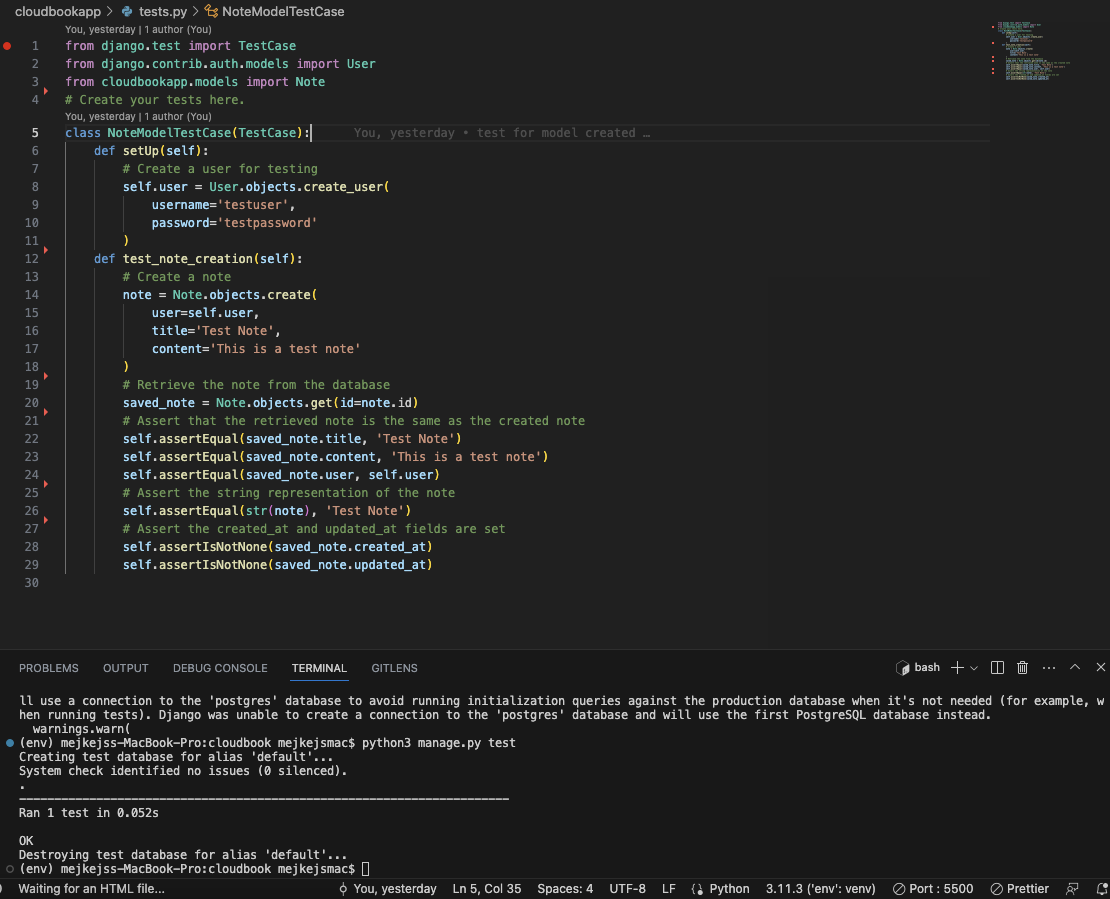 cloudbookapp > tests.py > NoteModelTestCase
You, yesterday | 1 author (You)
1 from django.test import TestCase
2 from django.contrib.auth.models import User
3 from cloudbookapp.models import Note
4 # Create your tests here.
You, yesterday | 1 author (You)
5 class NoteModelTestCase(TestCase): You, yesterday • test for model created …
6 def setUp(self):
7 # Create a user for testing
8 self.user = User.objects.create_user(
9 username='testuser',
10 password='testpassword'
11 )
12 def test_note_creation(self):
13 # Create a note
14 note = Note.objects.create(
15 user=self.user,
16 title='Test Note',
17 content='This is a test note'
18 )
19 # Retrieve the note from the database
20 saved_note = Note.objects.get(id=note.id)
21 # Assert that the retrieved note is the same as the created note
22 self.assertEqual(saved_note.title, 'Test Note')
23 self.assertEqual(saved_note.content, 'This is a test note')
24 self.assertEqual(saved_note.user, self.user)
25 # Assert the string representation of the note
26 self.assertEqual(str(note), 'Test Note')
27 # Assert the created_at and updated_at fields are set
28 self.assertIsNotNone(saved_note.created_at)
29 self.assertIsNotNone(saved_note.updated_at)
30
PROBLEMS OUTPUT DEBUG CONSOLE TERMINAL GITLENS bash
ll use a connection to the 'postgres' database to avoid running initialization queries against the production database when it's not needed (for example, w
hen running tests). Django was unable to create a connection to the 'postgres' database and will use the first PostgreSQL database instead.
warnings.warn(
(env) mejkejss-MacBook-Pro:cloudbook mejkejsmac$ python3 manage.py test
Creating test database for alias 'default'...
System check identified no issues (0 silenced).
.
----------------------------------------------------------------------
Ran 1 test in 0.052s
OK
Destroying test database for alias 'default'...
(env) mejkejss-MacBook-Pro:cloudbook mejkejsmac$
Waiting for an HTML file... You, yesterday Ln 5, Col 35 Spaces: 4 UTF-8 LF Python 3.11.3 ('env': venv) Port : 5500 Prettier